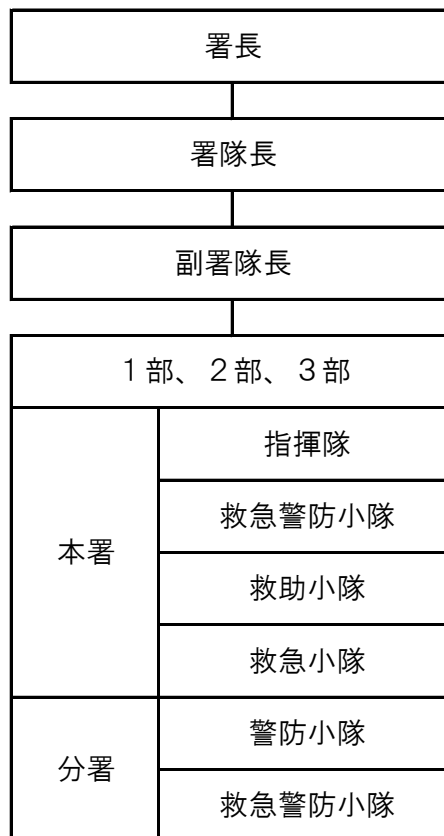 署長
署隊長
副署隊長
１部、２部、３部
本署
指揮隊
救急警防小隊
救助小隊
救急小隊
分署
警防小隊
救急警防小隊